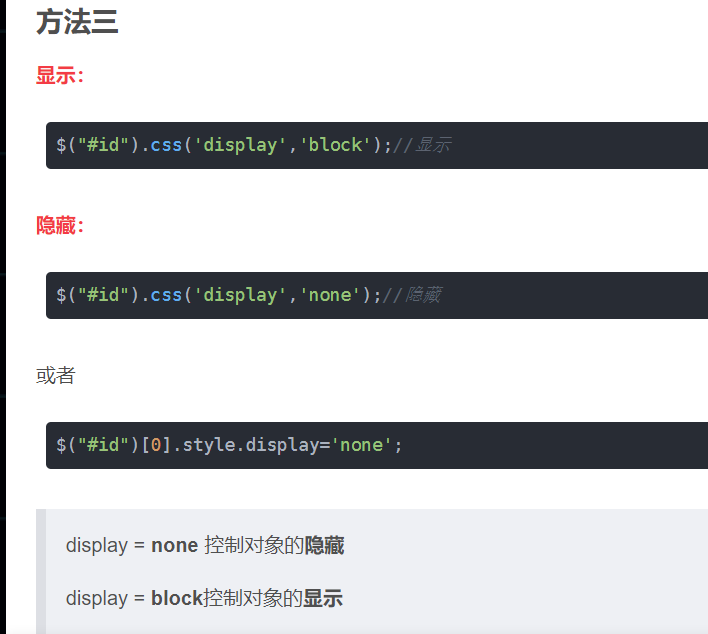 方法三
显示：
$("#id").css('display','block');//显示
隐藏：
$("#id").css('display','none');//隐藏
或者
$("#id")[0].style.display='none';
display = none 控制对象的隐藏
display = block控制对象的显示